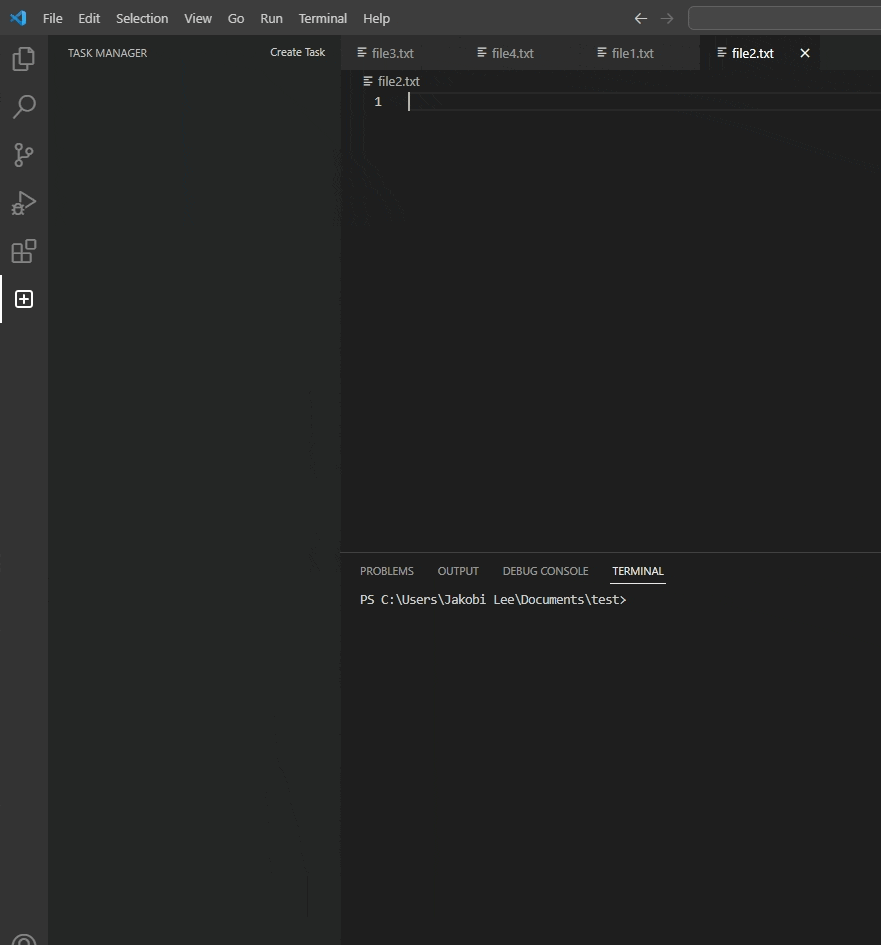 File Edit Selection View Go Run Terminal Help
TASK MANAGER Create Task
file3.txt file4.txt file1.txt file2.txt
file2.txt
1
PROBLEMS OUTPUT DEBUG CONSOLE TERMINAL
PS C:\Users\Jakobi Lee\Documents\test>